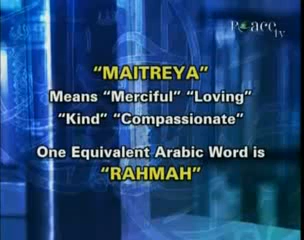 Peace tv
“MAITREYA”
Means “Merciful” “Loving”
“Kind” “Compassionate”
One Equivalent Arabic Word is
“RAHMAH”